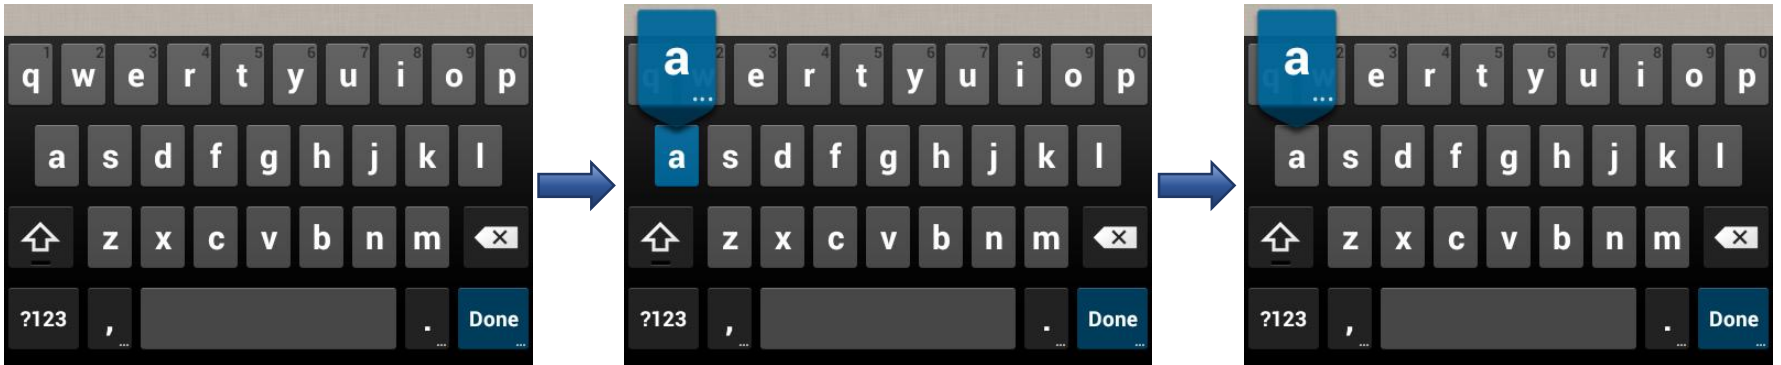 1 2 3 4 5 6 7 8 9 0
q w e r t y u i o p
a s d f g h j k l
z x c v b n m
?123 , . Done
...
a
...
2 3 4 5 6 7 8 9 0
q w e r t y u i o p
a s d f g h j k l
z x c v b n m
?123 , . Done
...
a
...
2 3 4 5 6 7 8 9 0
q w e r t y u i o p
a s d f g h j k l
z x c v b n m
?123 , . Done
...